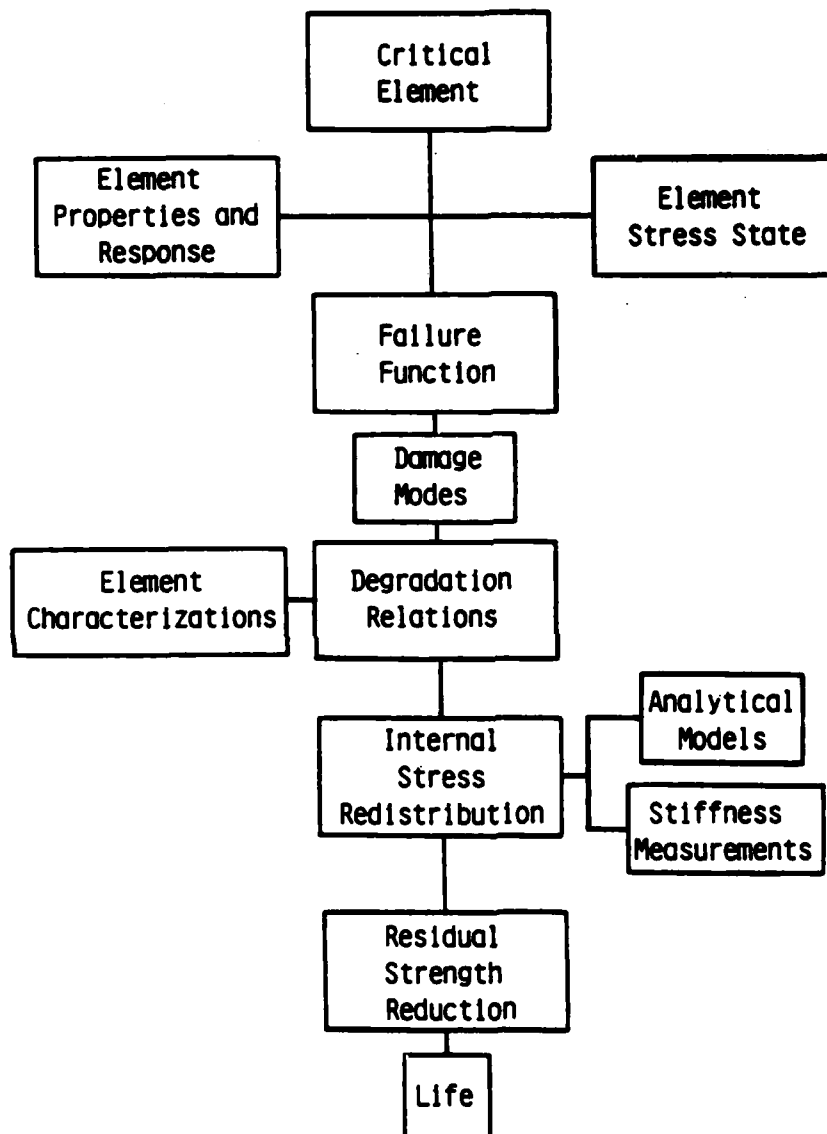 Critical
Element
Element
Properties and
Response
Element
Stress State
Failure
Function
Damage
Modes
Element
Characterizations
Degradation
Relations
Internal
Stress
Redistribution
Analytical
Models
Stiffness
Measurements
Residual
Strength
Reduction
Life